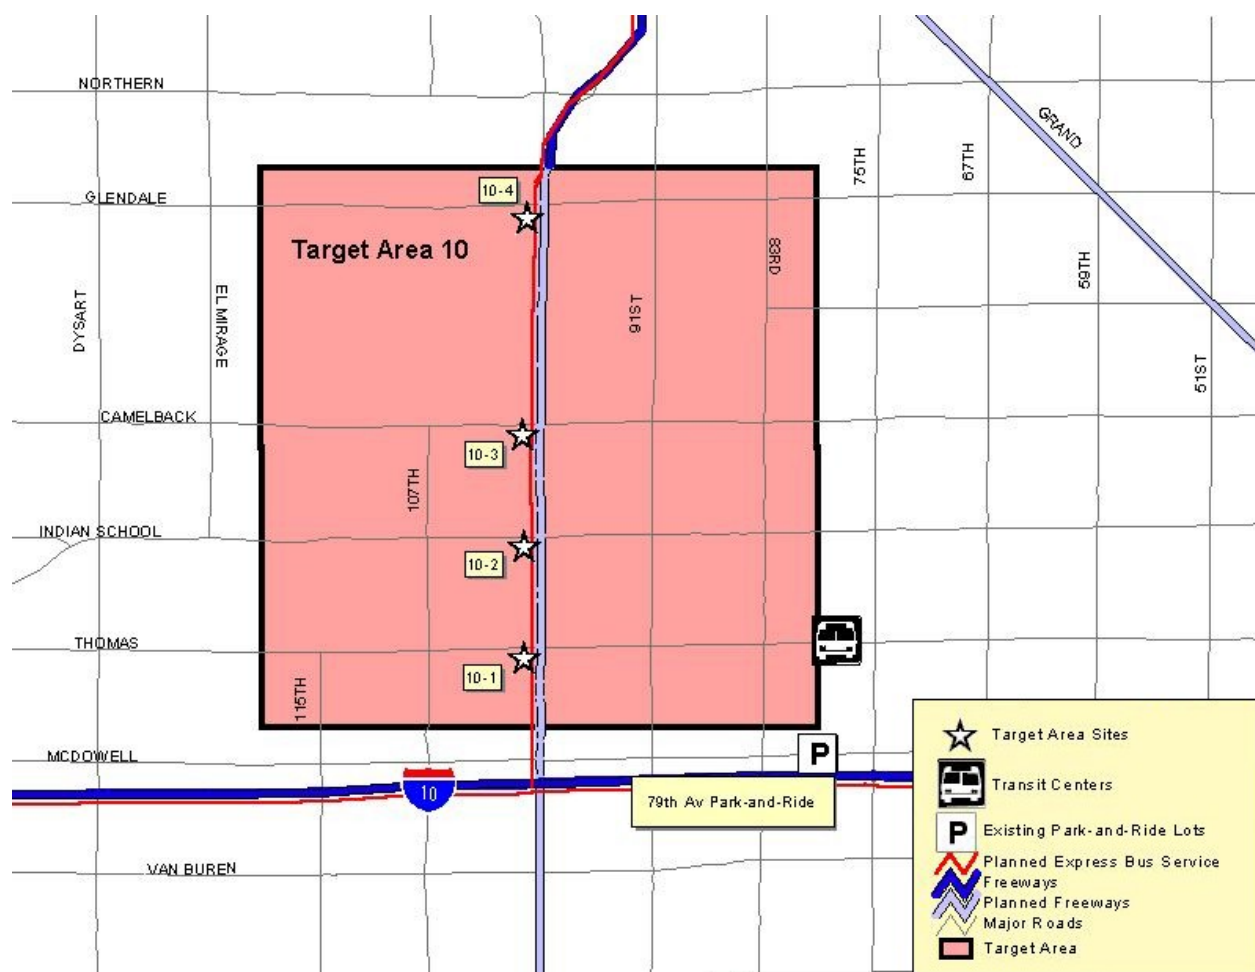 NORTHERN
GRAND
75TH
67TH
10-4
GLENDALE
Target Area 10
83RD
59TH
DYSART
EL MIRAGE
91ST
51ST
CAMELBACK
10-3
107TH
INDIAN SCHOOL
10-2
THOMAS
10-1
115TH
MCDOWELL
P
10
79th Av Park-and-Ride
VAN BUREN
Target Area Sites
Transit Centers
P
Existing Park-and-Ride Lots
Planned Express Bus Service
Freeways
Planned Freeways
Major Roads
Target Area